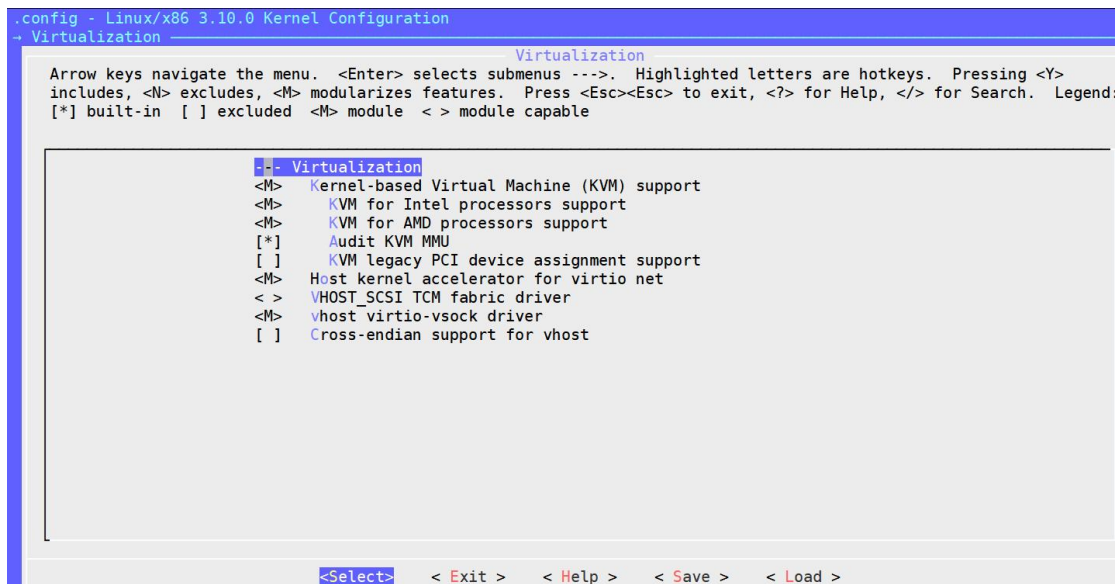 .config - Linux/x86 3.10.0 Kernel Configuration
→ Virtualization
Virtualization
Arrow keys navigate the menu.  <Enter> selects submenus --->.  Highlighted letters are hotkeys.  Pressing <Y>
includes, <N> excludes, <M> modularizes features.  Press <Esc><Esc> to exit, <?> for Help, </> for Search.  Legend:
[*] built-in  [ ] excluded  <M> module  < > module capable
--- Virtualization
<M>   Kernel-based Virtual Machine (KVM) support
<M>     KVM for Intel processors support
<M>     KVM for AMD processors support
[*]     Audit KVM MMU
[ ]     KVM legacy PCI device assignment support
<M>   Host kernel accelerator for virtio net
< >   VHOST_SCSI TCM fabric driver
<M>   vhost virtio-vsock driver
[ ]   Cross-endian support for vhost
<Select>    < Exit >    < Help >    < Save >    < Load >